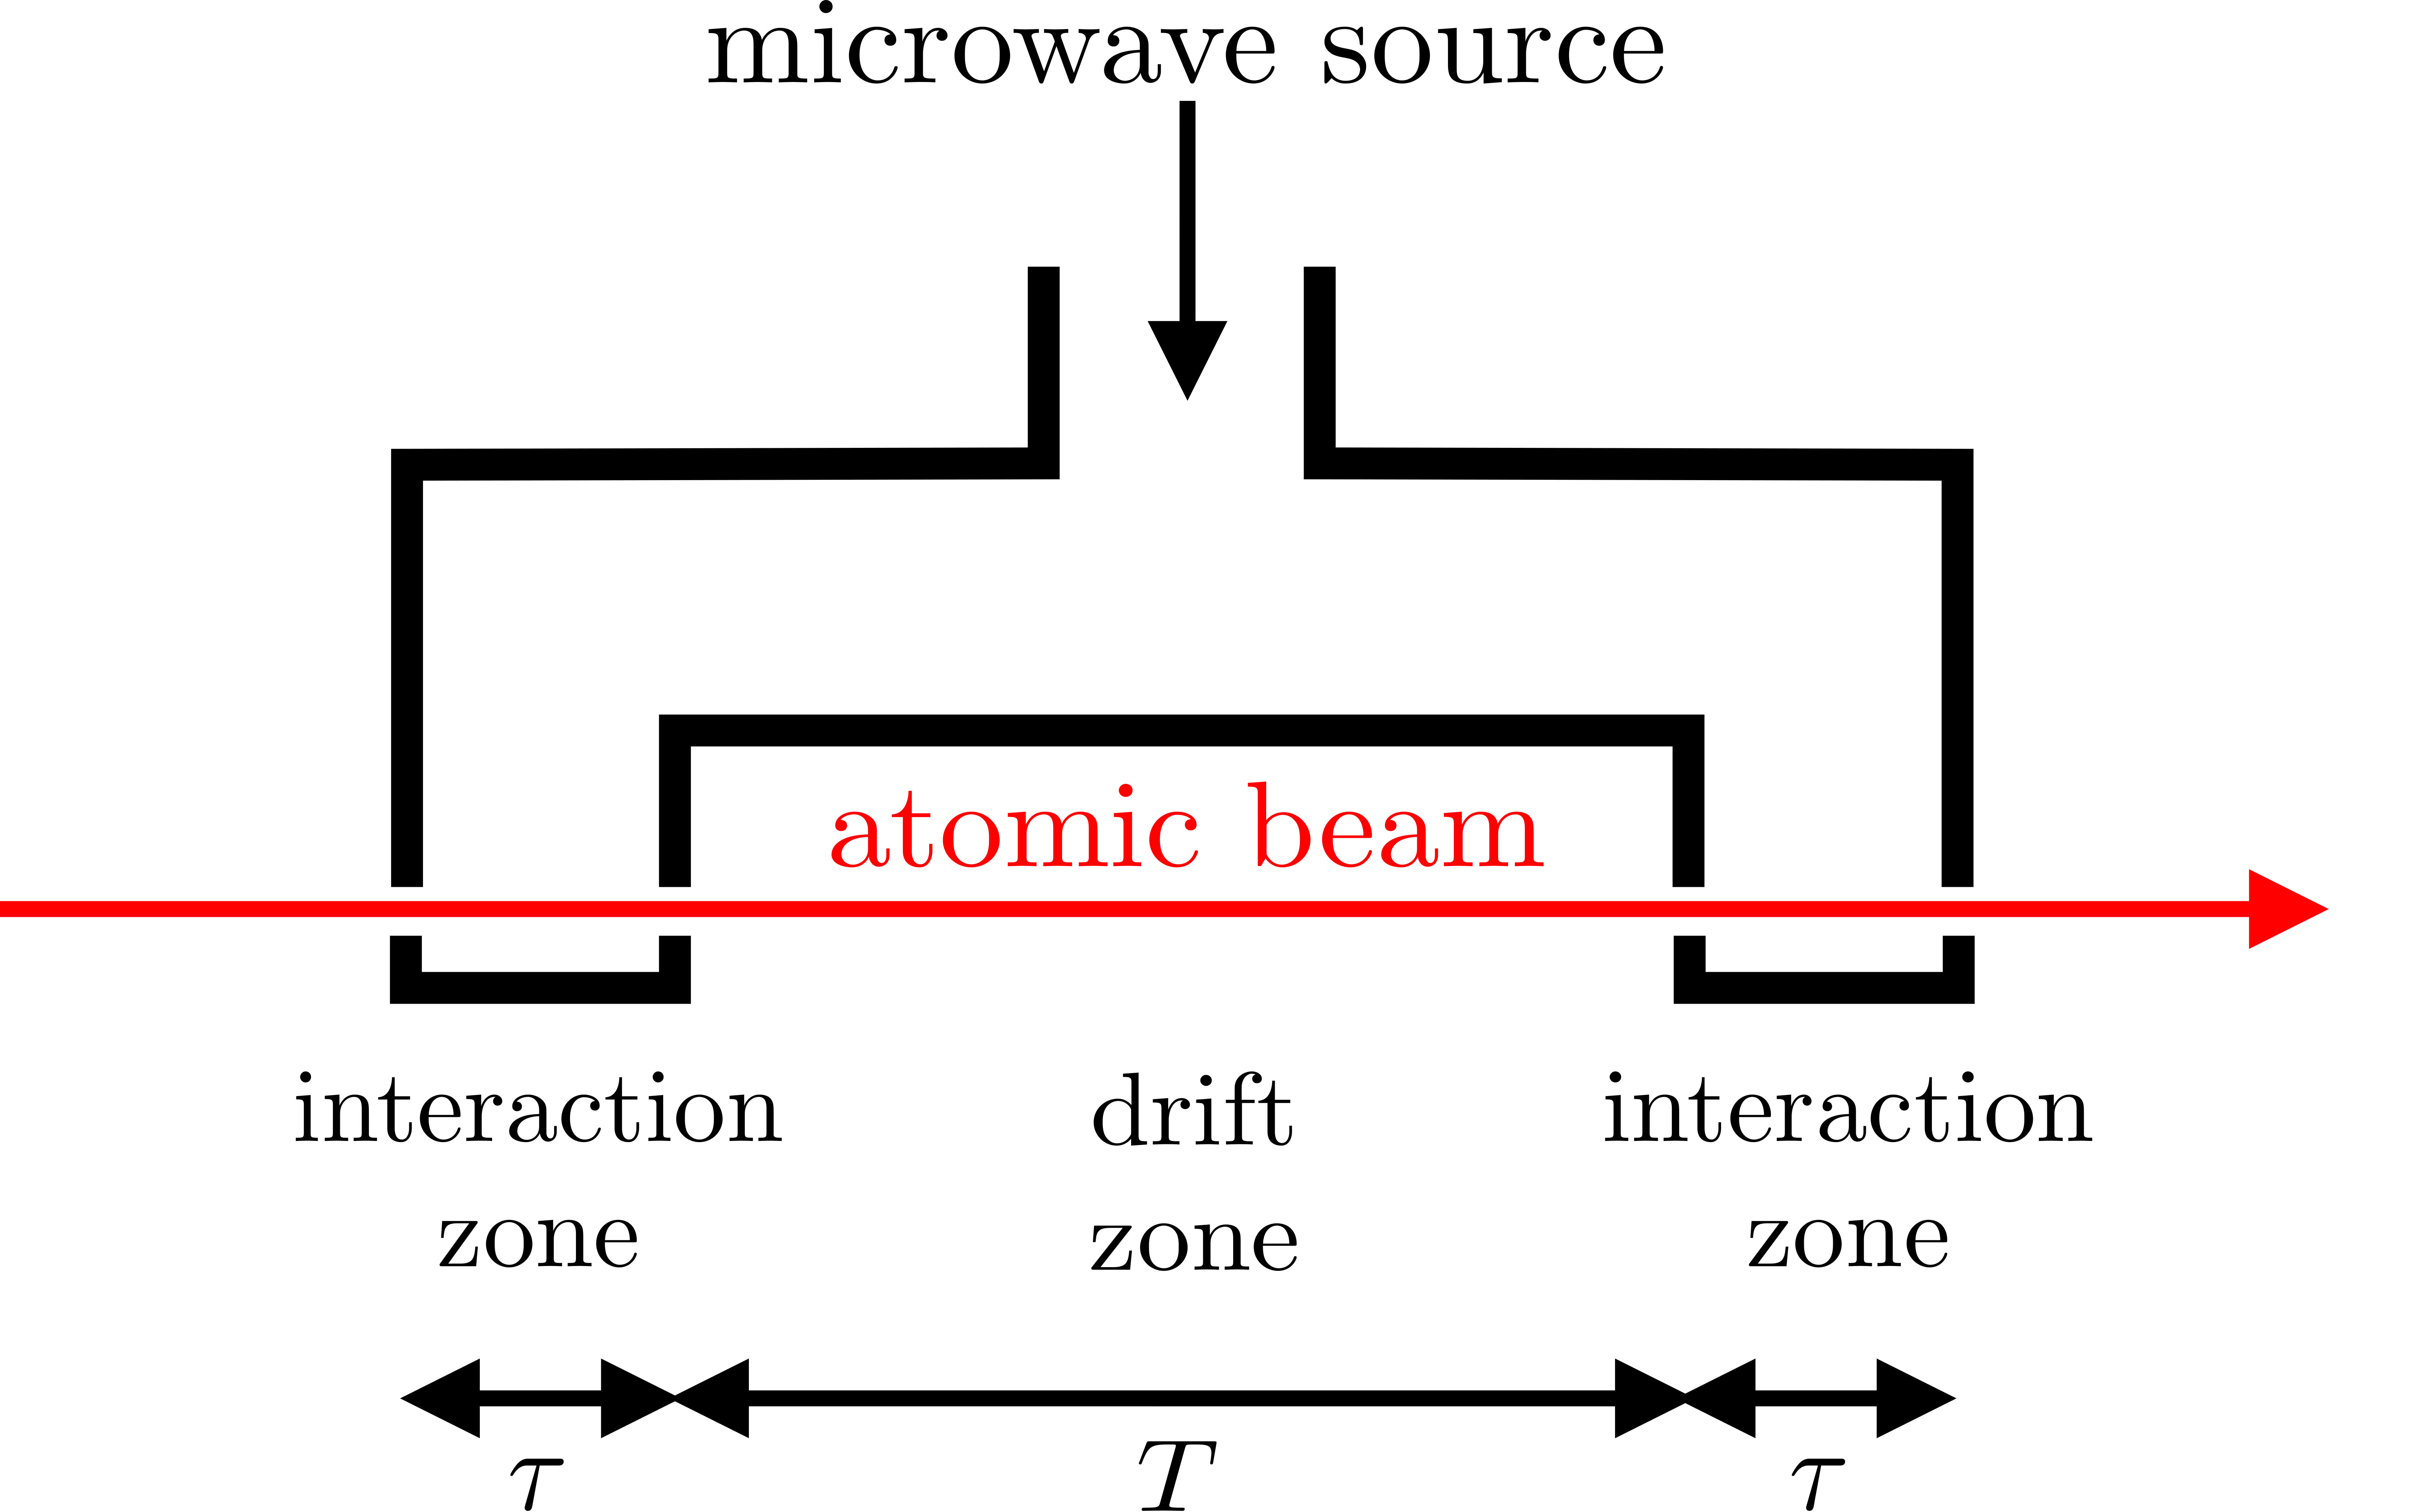 microwave source
atomic beam
interaction
zone
drift
zone
interaction
zone
τ
T
τ